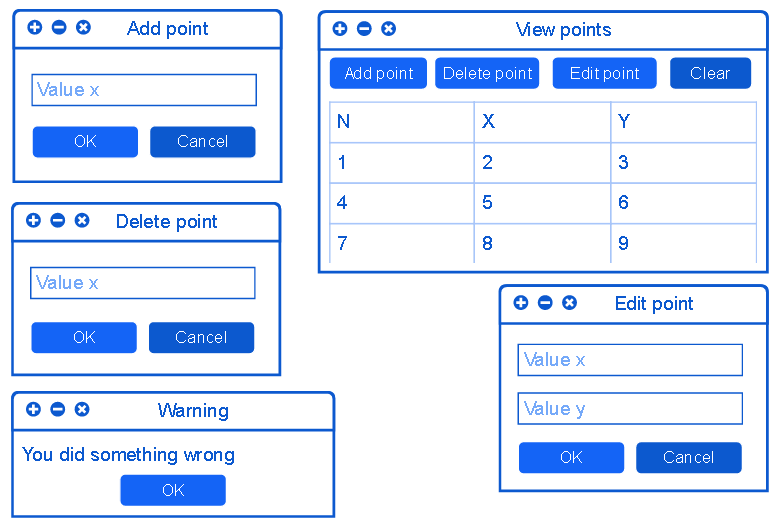 Add point
Value x
OK Cancel
View points
Add point Delete point Edit point Clear
N X Y
1 2 3
4 5 6
7 8 9
Delete point
Value x
OK Cancel
Edit point
Value x
Value y
OK Cancel
Warning
You did something wrong
OK